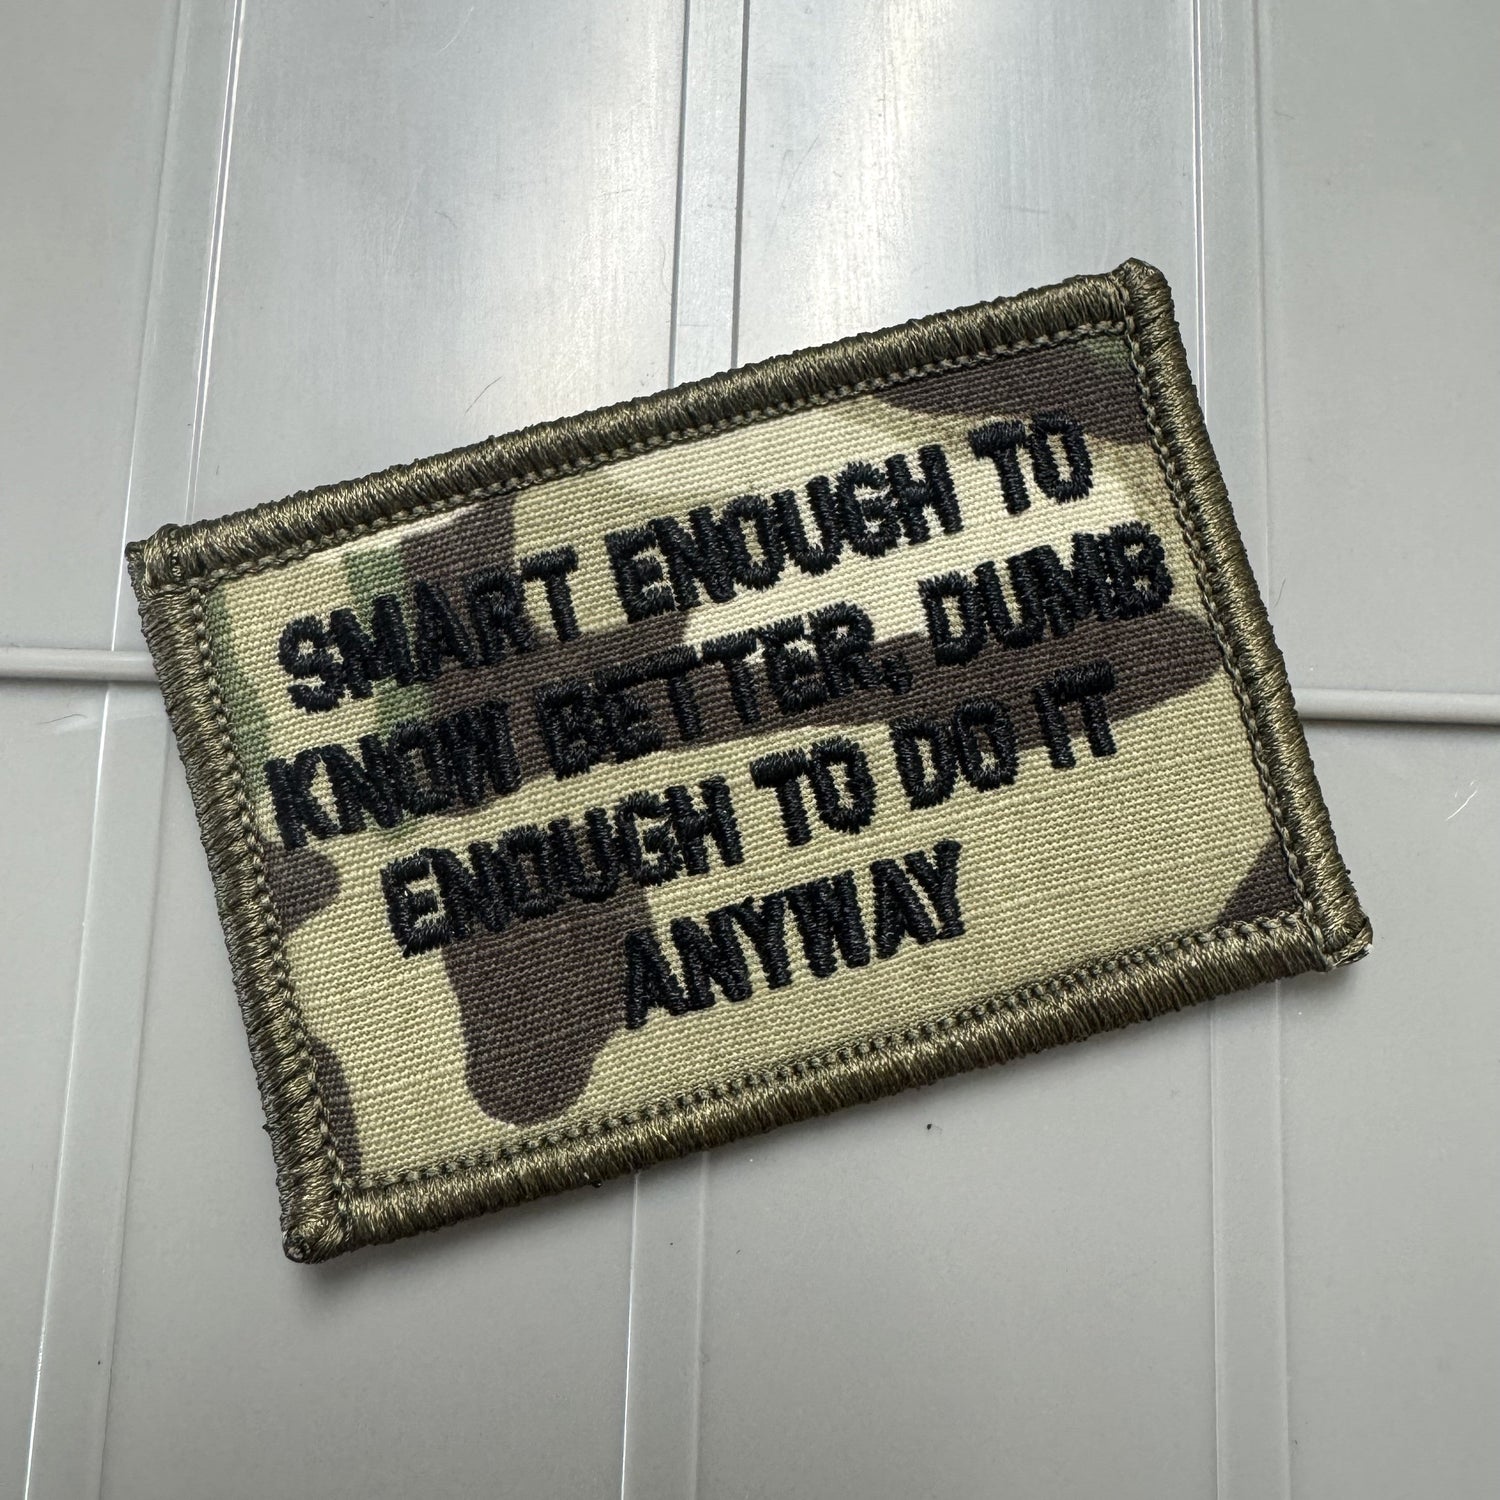 SMART ENOUGH TO
KNOW BETTER, DUMB
ENOUGH TO DO IT
ANYWAY